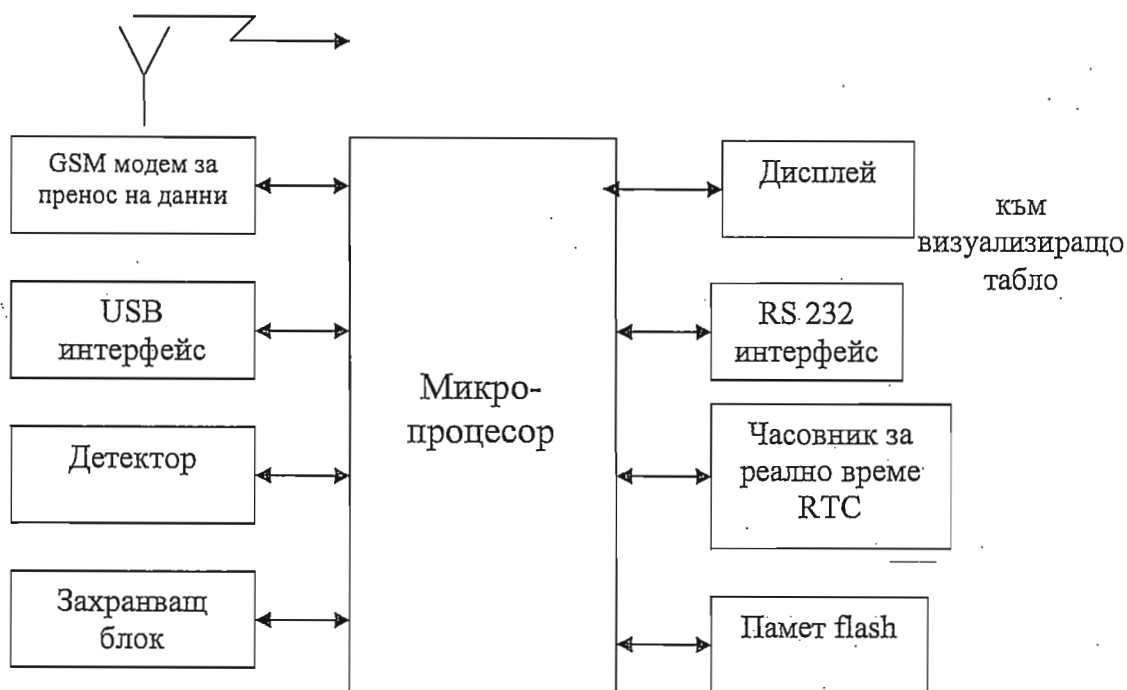 GSM модем за
пренос на данни
USB
интерфейс
Детектор
Захранващ
блок
Микро-
процесор
Дисплей
към
визуализиращо
табло
RS 232
интерфейс
Часовник за
реално време
RTC
Памет flash